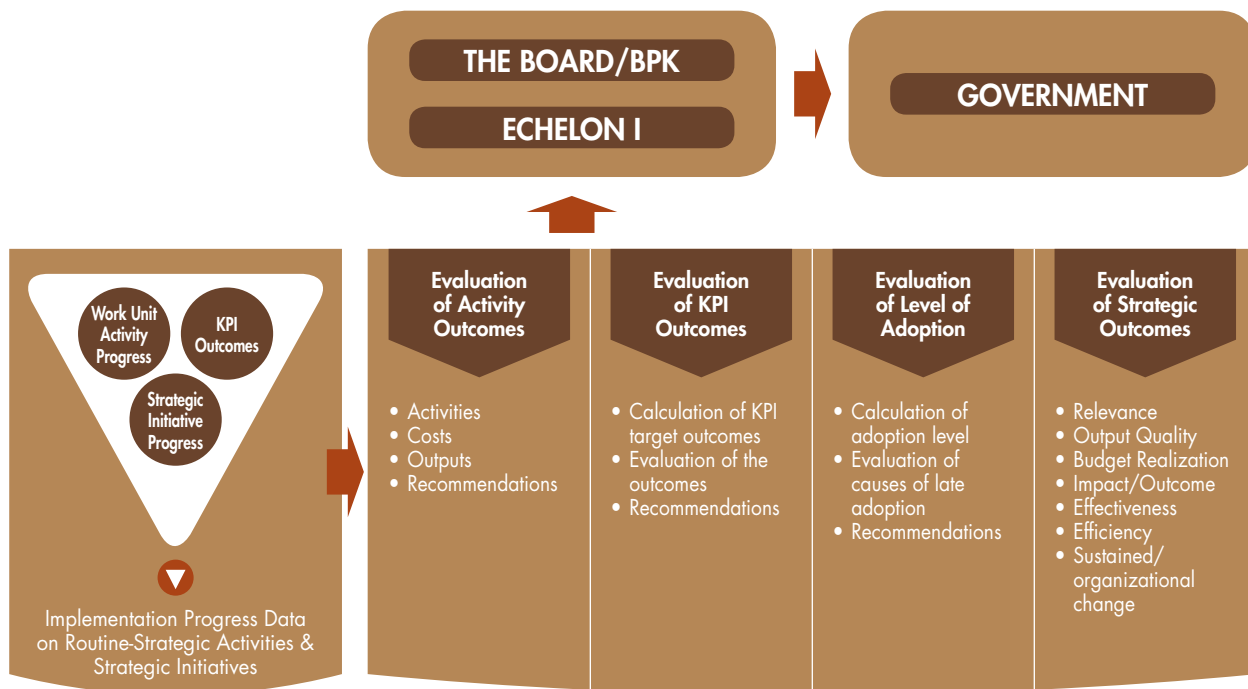 THE BOARD/BPK
ECHELON I
GOVERNMENT
Work Unit
Activity
Progress
KPI
Outcomes
Strategic
Initiative
Progress
Implementation Progress Data
on Routine-Strategic Activities &
Strategic Initiatives
Evaluation
of Activity
Outcomes
• Activities
• Costs
• Outputs
• Recommendations
Evaluation
of KPI
Outcomes
• Calculation of KPI
target outcomes
• Evaluation of the
outcomes
• Recommendations
Evaluation
of Level of
Adoption
• Calculation of
adoption level
• Evaluation of
causes of late
adoption
• Recommendations
Evaluation
of Strategic
Outcomes
• Relevance
• Output Quality
• Budget Realization
• Impact/Outcome
• Effectiveness
• Efficiency
• Sustained/
organizational
change